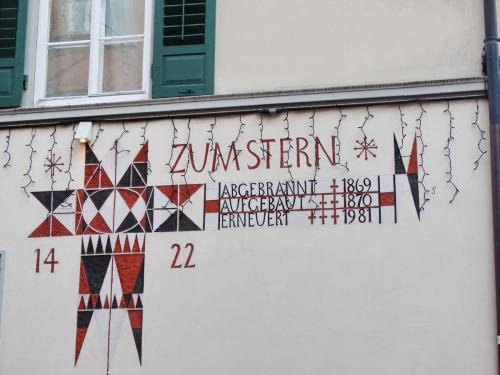 ZUM STERN
ABGEBRANNT 1869
AUFGEBAUT 1870
ERNEUERT 1981
14 22